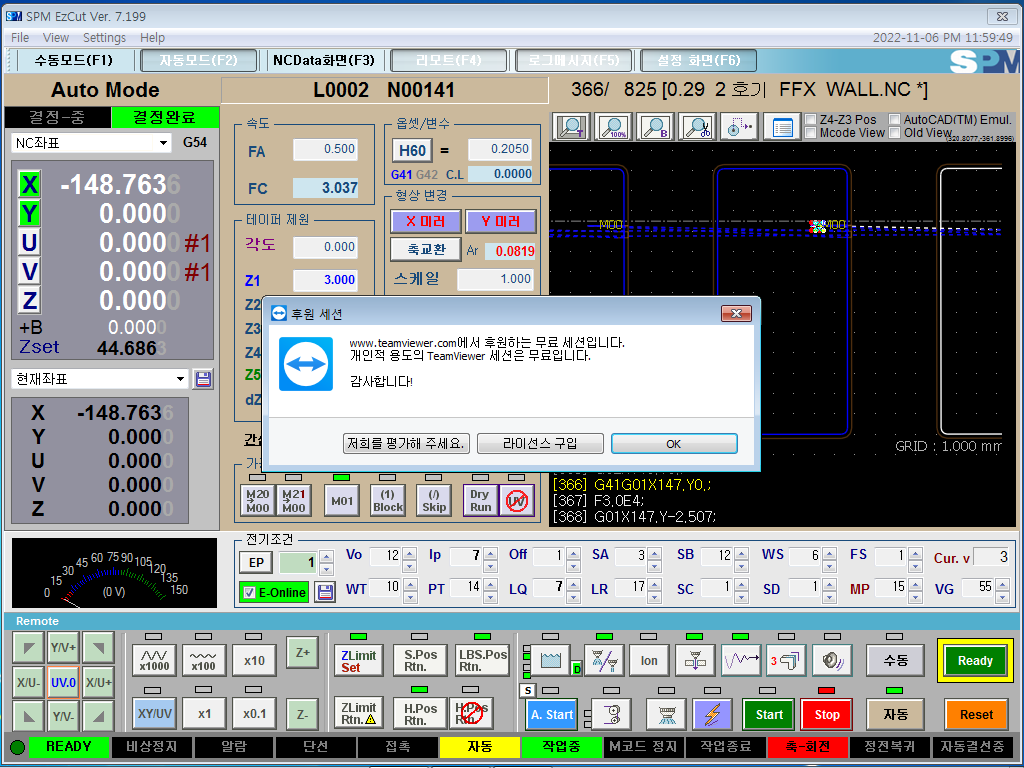 SPM EzCut Ver. 7.199
File View Settings Help
2022-11-06 PM 11:59:49
수동모드(F1) 자동모드(F2) NCData화면(F3) 리모트(F4) 로그메시지(F5) 설정 화면(F6)
SPM
Auto Mode
L0002 N00141
366/ 825 [0.29 2 호기 FFX WALL.NC *]
결정-중 결정완료
NC좌표 G54
X -148.7636
Y 0.0000
U 0.0000 #1
V 0.0000 #1
Z 0.0000
+B 0.0000
Zset 44.6863
현재좌표
X -148.7636
Y 0.0000
U 0.0000
V 0.0000
Z 0.0000
속도
FA 0.500
FC 3.037
테이퍼 제원
각도 0.000
Z1 3.000
Z2
Z3
Z4
Z5
dZ
옵셋/변수
H60 = 0.2050
G41 G42 C.L 0.0000
형상 변경
X 미러 Y 미러
축교환 Ar 0.0819
스케일 1.000
T 100% B
Z4-Z3 Pos AutoCAD(TM) Emul.
Mcode View Old View
M00 M00
GRID : 1.000 mm
후원 세션
www.teamviewer.com에서 후원하는 무료 세션입니다.
개인적 용도의 TeamViewer 세션은 무료입니다.
감사합니다!
저희를 평가해 주세요. 라이선스 구입 OK
M20 M00 M21 M00 M01 (1) Block (/) Skip Dry Run UV
[366] G41G01X147,Y0,;
[367] F3,0E4;
[368] G01X147,Y-2,507;
0 15 30 45 60 75 90 105 120 135 150
(0 V)
전기조건
EP 1
E-Online
Vo 12 Ip 7 Off 1 SA 3 SB 12 WS 6 FS 1 Cur. v 3
WT 10 PT 14 LQ 7 LR 17 SC 1 SD 1 MP 15 VG 55
Remote
Y/V+
X/U- UV.0 X/U+
Y/V-
x1000 x100 x10 Z+
XY/UV x1 x0.1 Z-
ZLimit Set S.Pos Rtn. LBS.Pos Rtn.
ZLimit Rtn. H.Pos Rtn.
D Ion 3 수동 Ready
S A. Start Start Stop 자동 Reset
READY 비상정지 알람 단선 접촉 자동 작업중 M코드 정지 작업종료 축-회전 정전복귀 자동결선중